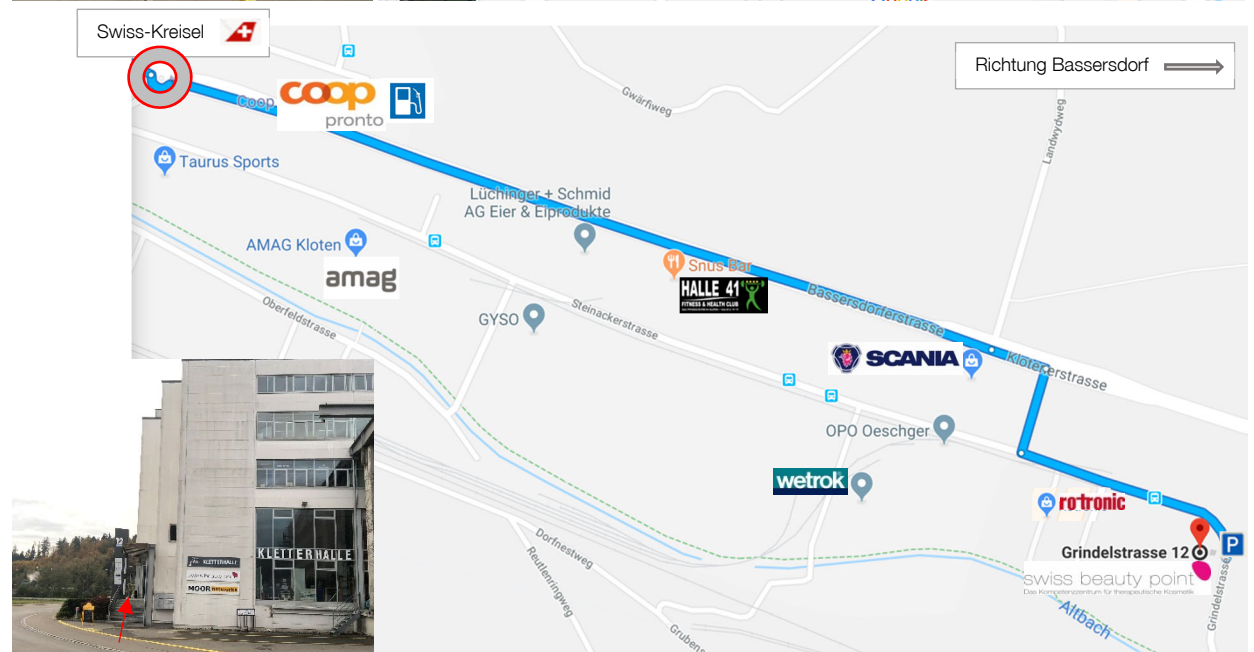 Swiss-Kreisel
Richtung Bassersdorf
Coop
coop
pronto
Gwärfiweg
Landwydweg
Taurus Sports
Lüchinger + Schmid
AG Eier & Eiprodukte
AMAG Kloten
amag
Snus Bar
HALLE 41
FITNESS & HEALTH CLUB
Oberfeldstrasse
GYSO
Steinackerstrasse
Bassersdorferstrasse
SCANIA
Klotenerstrasse
OPO Oeschger
wetrok
rotronic
P
Grindelstrasse 12
swiss beauty point
Das Kompetenzzentrum für therapeutische Kosmetik
Grindelstrasse
Altbach
Dorfnestweg
Reutlenringweg
Grubens
KLETTERHALLE
12
KLETTERHALLE
MOOR